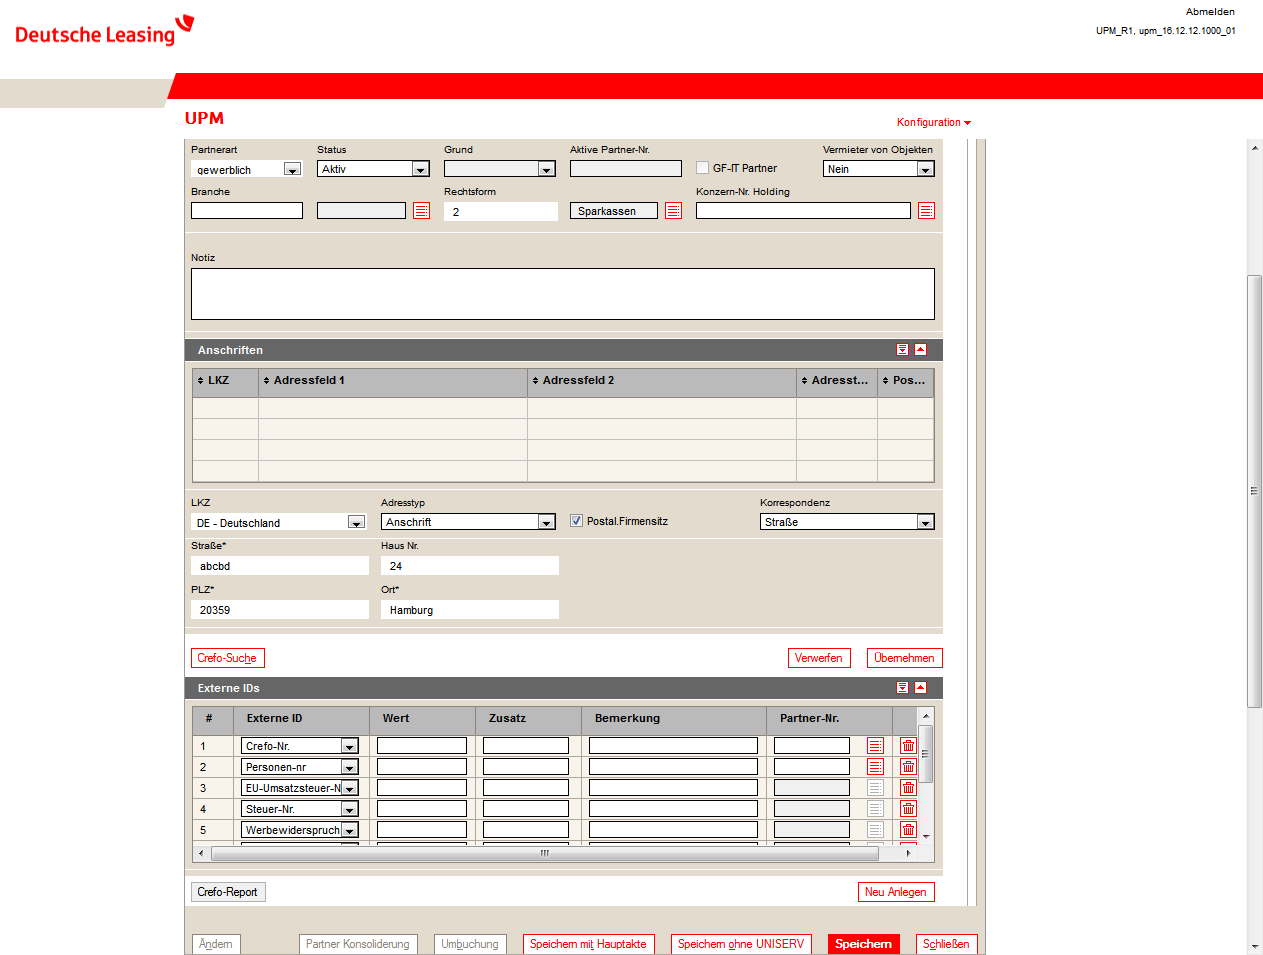 Abmelden
Deutsche Leasing
UPM_R1, upm_16.12.12.1000_01
UPM
Konfiguration
Partnerart Status Grund Aktive Partner-Nr. Vermieter von Objekten
gewerblich Aktiv GF-IT Partner Nein
Branche Rechtsform Konzern-Nr. Holding
2 Sparkassen
Notiz
Anschriften
LKZ Adressfeld 1 Adressfeld 2 Adresst... Pos...
LKZ Adresstyp Korrespondenz
DE - Deutschland Anschrift Postal.Firmensitz Straße
Straße* Haus Nr.
abcbd 24
PLZ* Ort*
20359 Hamburg
Crefo-Suche Verwerfen Übernehmen
Externe IDs
# Externe ID Wert Zusatz Bemerkung Partner-Nr.
1 Crefo-Nr.
2 Personen-nr
3 EU-Umsatzsteuer-N
4 Steuer-Nr.
5 Werbewiderspruch
Crefo-Report Neu Anlegen
Ändern Partner Konsolidierung Umbuchung Speichern mit Hauptakte Speichern ohne UNISERV Speichern Schließen